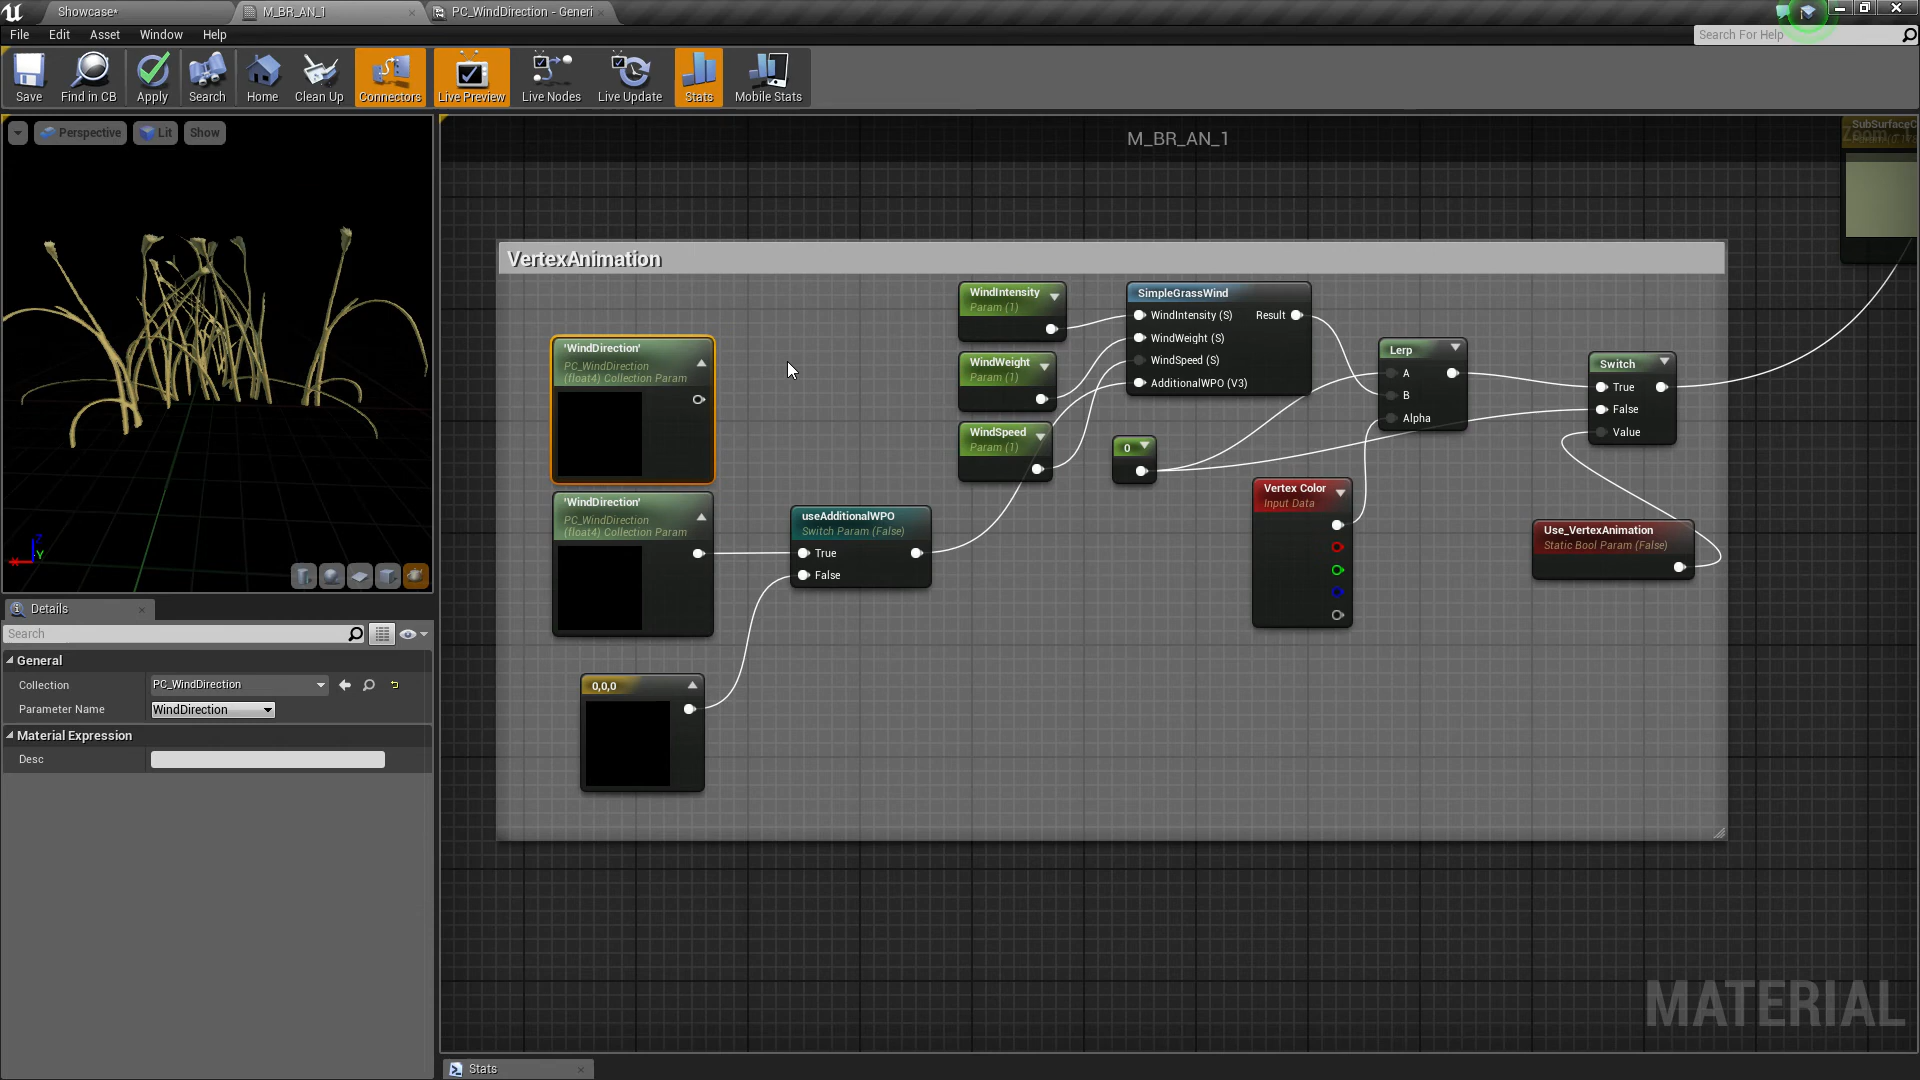 Showcase*
M_BR_AN_1
PC_WindDirection - Generi
File
Edit
Asset
Window
Help
Search For Help
Save
Find in CB
Apply
Search
Home
Clean Up
Connectors
Live Preview
Live Nodes
Live Update
Stats
Mobile Stats
Perspective
Lit
Show
M_BR_AN_1
SubSurfaceC
VertexAnimation
'WindDirection'
PC_WindDirection
(float4) Collection Param
'WindDirection'
PC_WindDirection
(float4) Collection Param
0,0,0
useAdditionalWPO
Switch Param (False)
True
False
WindIntensity
Param (1)
WindWeight
Param (1)
WindSpeed
Param (1)
SimpleGrassWind
WindIntensity (S)
Result
WindWeight (S)
WindSpeed (S)
AdditionalWPO (V3)
0
Vertex Color
Input Data
Lerp
A
B
Alpha
Switch
True
False
Value
Use_VertexAnimation
Static Bool Param (False)
Z
Y
X
Details
Search
General
Collection
PC_WindDirection
Parameter Name
WindDirection
Material Expression
Desc
MATERIAL
Stats